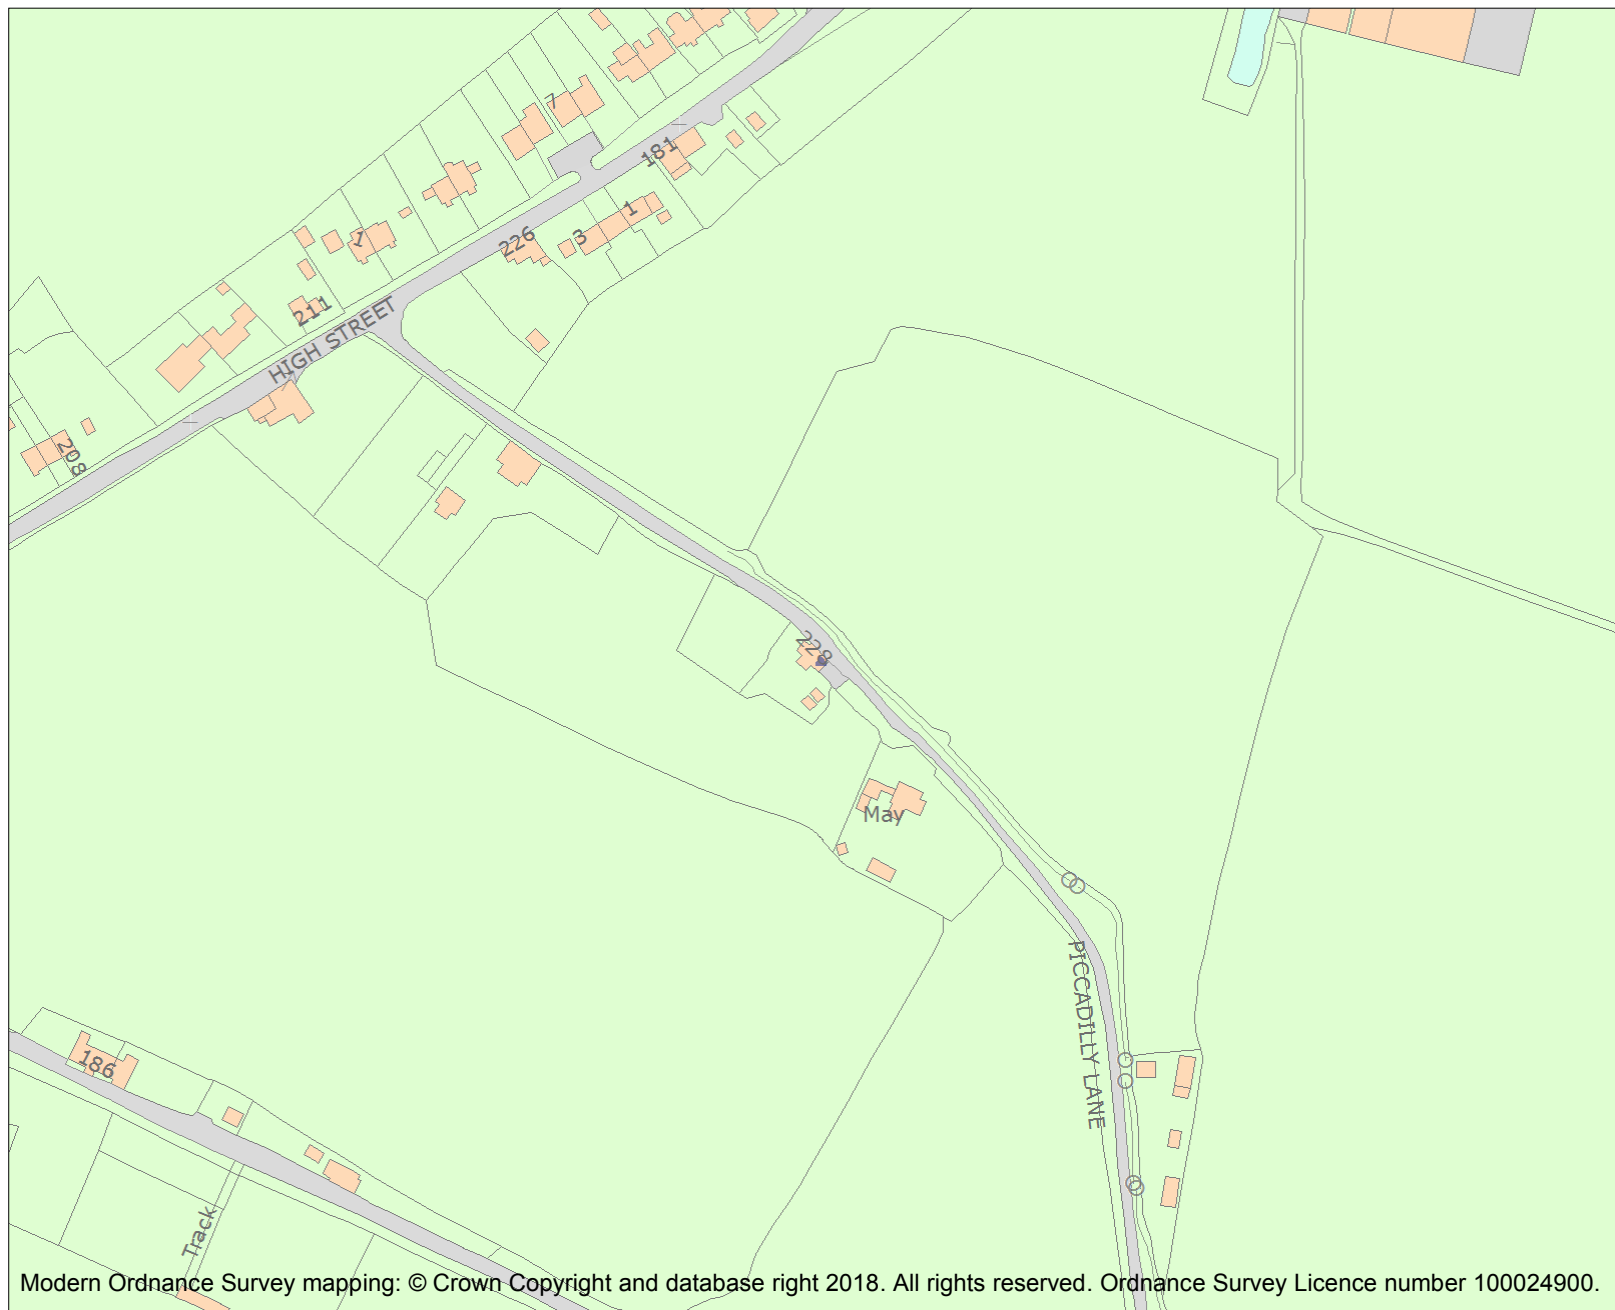 7
181
1
3
226
1
211
HIGH STREET
208
228
May
PICCADILLY LANE
186
Track
Modern Ordnance Survey mapping: © Crown Copyright and database right 2018. All rights reserved. Ordnance Survey Licence number 100024900.